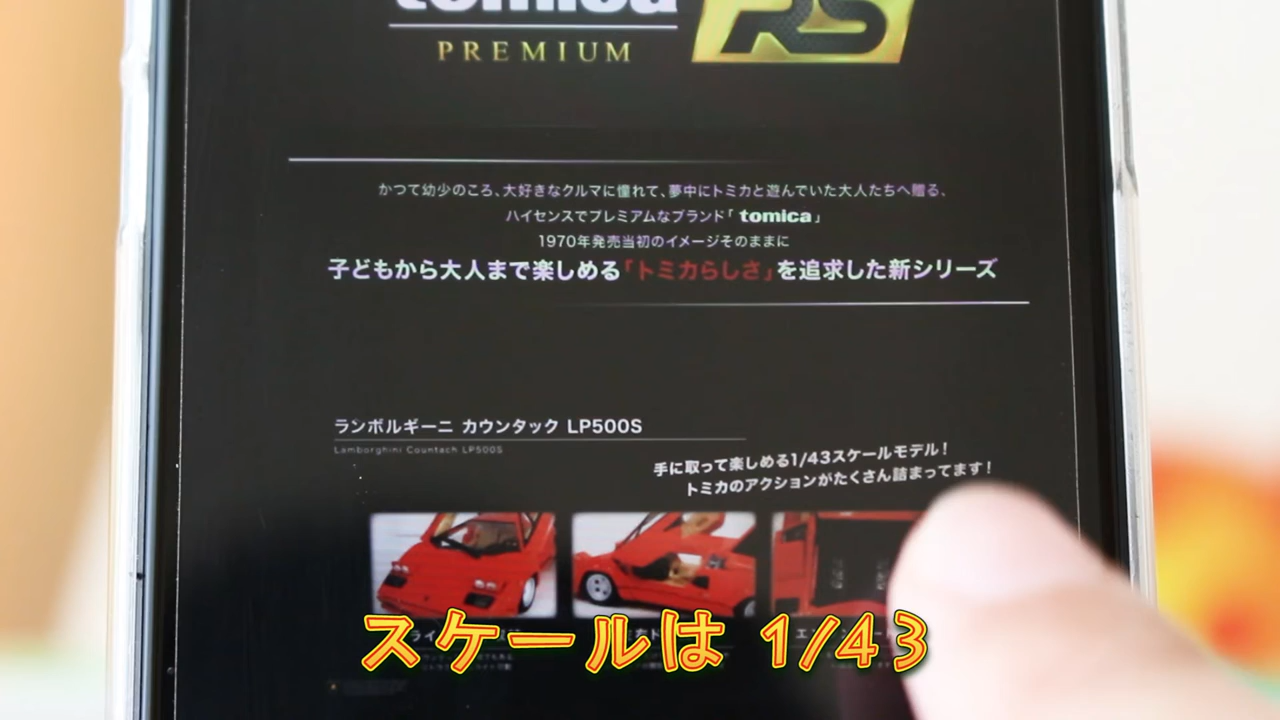 tomica
PREMIUM
RS
かつて幼少のころ、大好きなクルマに憧れて、夢中にトミカと遊んでいた大人たちへ贈る、
ハイセンスでプレミアムなブランド「tomica」
1970年発売当初のイメージそのままに
子どもから大人まで楽しめる「トミカらしさ」を追求した新シリーズ
ランボルギーニ カウンタック LP500S
Lamborghini Countach LP500S
手に取って楽しめる1/43スケールモデル!
トミカのアクションがたくさん詰まってます!
スケールは 1/43